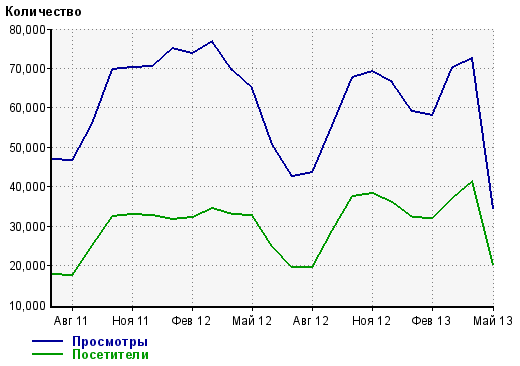 Количество
80,000
70,000
60,000
50,000
40,000
30,000
20,000
10,000
Авг 11 Ноя 11 Фев 12 Май 12 Авг 12 Ноя 12 Фев 13 Май 13
Просмотры
Посетители